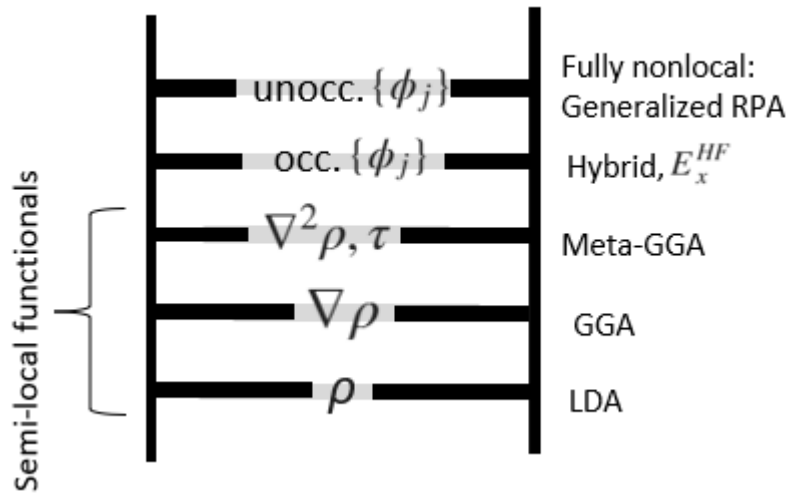 unocc. {ϕ_j}
Fully nonlocal:
Generalized RPA
occ. {ϕ_j}
Hybrid, E_x^{HF}
∇²ρ, τ
Meta-GGA
∇ρ
GGA
ρ
LDA
Semi-local functionals